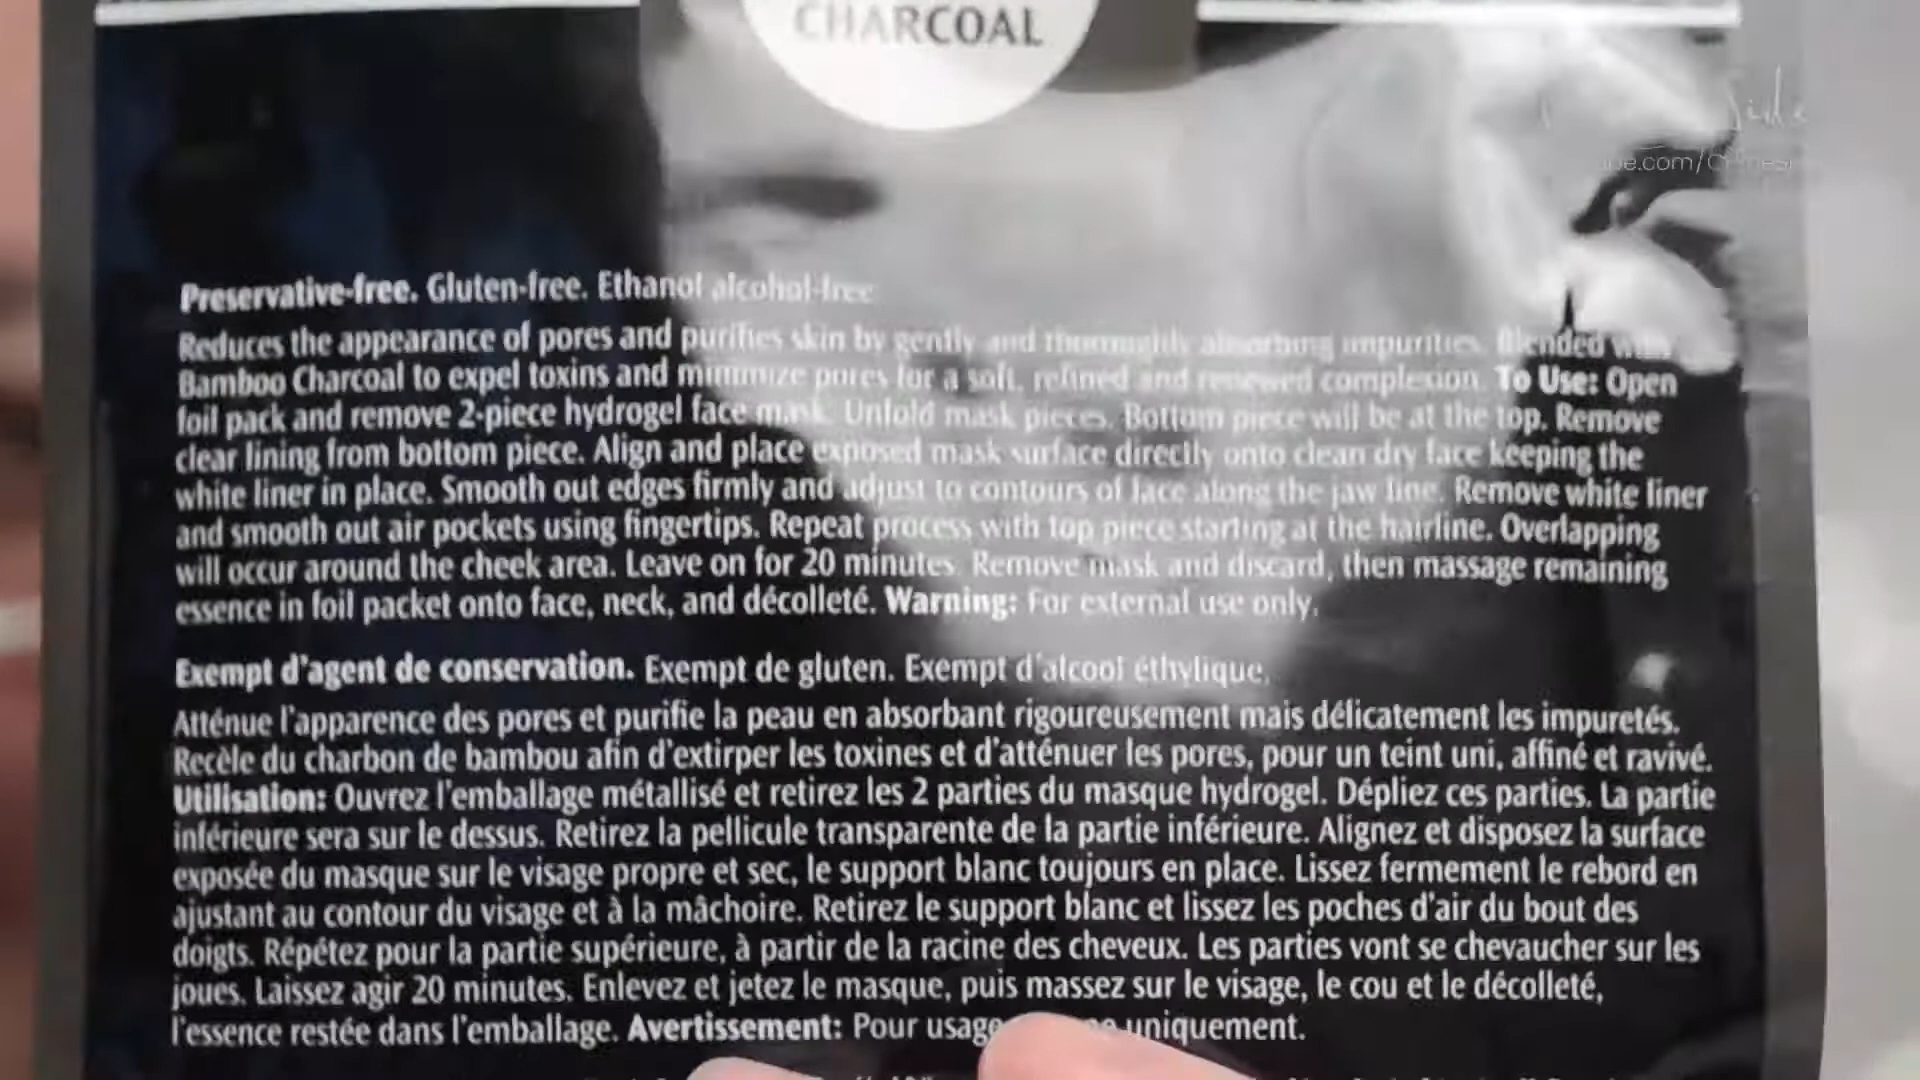 CHARCOAL
Preservative-free. Gluten-free. Ethanol alcohol-free
Reduces the appearance of pores and purifies skin by gently and thoroughly absorbing impurities. Blended with
Bamboo Charcoal to expel toxins and minimize pores for a soft, refined and renewed complexion. To Use: Open
foil pack and remove 2-piece hydrogel face mask. Unfold mask pieces. Bottom piece will be at the top. Remove
clear lining from bottom piece. Align and place exposed mask surface directly onto clean dry face keeping the
white liner in place. Smooth out edges firmly and adjust to contours of face along the jaw line. Remove white liner
and smooth out air pockets using fingertips. Repeat process with top piece starting at the hairline. Overlapping
will occur around the cheek area. Leave on for 20 minutes. Remove mask and discard, then massage remaining
essence in foil packet onto face, neck, and décolleté. Warning: For external use only.
Exempt d'agent de conservation. Exempt de gluten. Exempt d'alcool éthylique.
Atténue l'apparence des pores et purifie la peau en absorbant rigoureusement mais délicatement les impuretés.
Recèle du charbon de bambou afin d'extirper les toxines et d'atténuer les pores, pour un teint uni, affiné et ravivé.
Utilisation: Ouvrez l'emballage métallisé et retirez les 2 parties du masque hydrogel. Dépliez ces parties. La partie
inférieure sera sur le dessus. Retirez la pellicule transparente de la partie inférieure. Alignez et disposez la surface
exposée du masque sur le visage propre et sec, le support blanc toujours en place. Lissez fermement le rebord en
ajustant au contour du visage et à la mâchoire. Retirez le support blanc et lissez les poches d'air du bout des
doigts. Répétez pour la partie supérieure, à partir de la racine des cheveux. Les parties vont se chevaucher sur les
joues. Laissez agir 20 minutes. Enlevez et jetez le masque, puis massez sur le visage, le cou et le décolleté,
l'essence restée dans l'emballage. Avertissement: Pour usage uniquement.